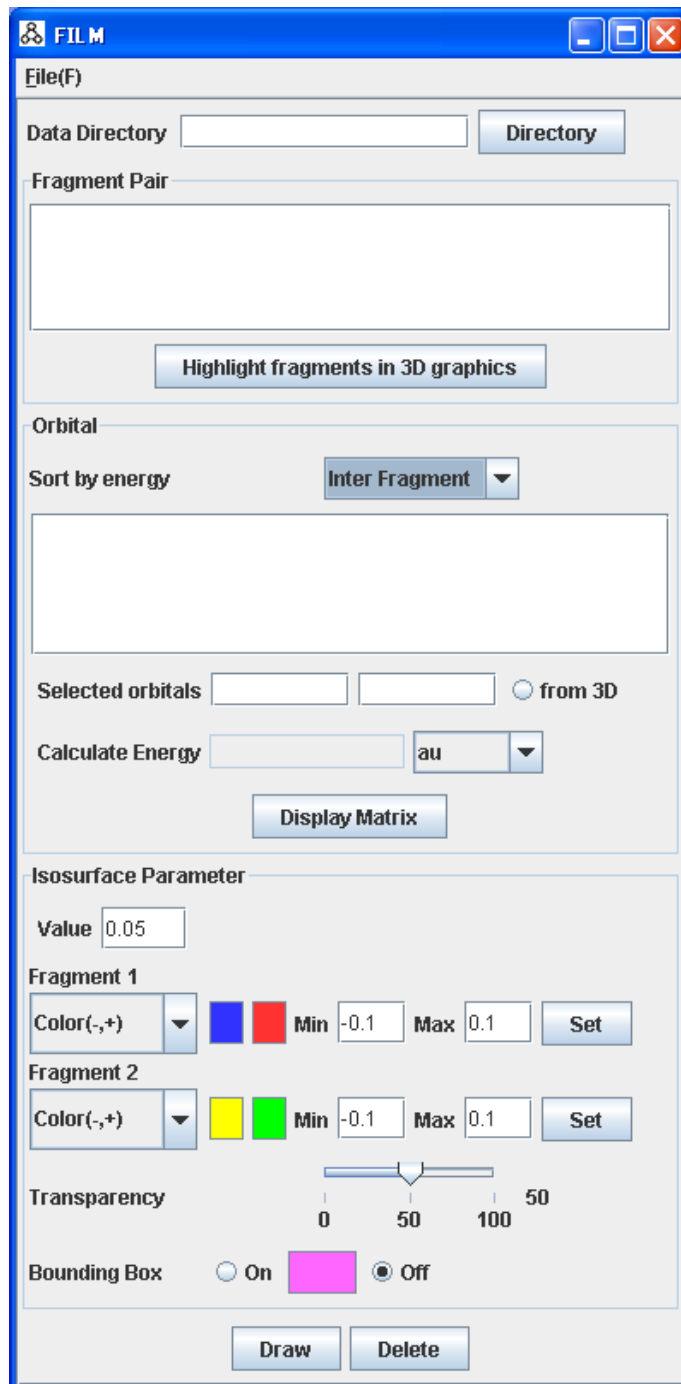 FILM
File(F)
Data Directory Directory
Fragment Pair
Highlight fragments in 3D graphics
Orbital
Sort by energy Inter Fragment
Selected orbitals from 3D
Calculate Energy au
Display Matrix
Isosurface Parameter
Value 0.05
Fragment 1
Color(-,+) Min -0.1 Max 0.1 Set
Fragment 2
Color(-,+) Min -0.1 Max 0.1 Set
Transparency 50
0 50 100
Bounding Box On Off
Draw Delete